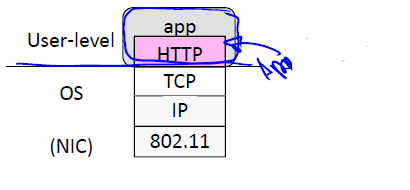 app
User-level
HTTP
TCP
OS
IP
802.11
(NIC)